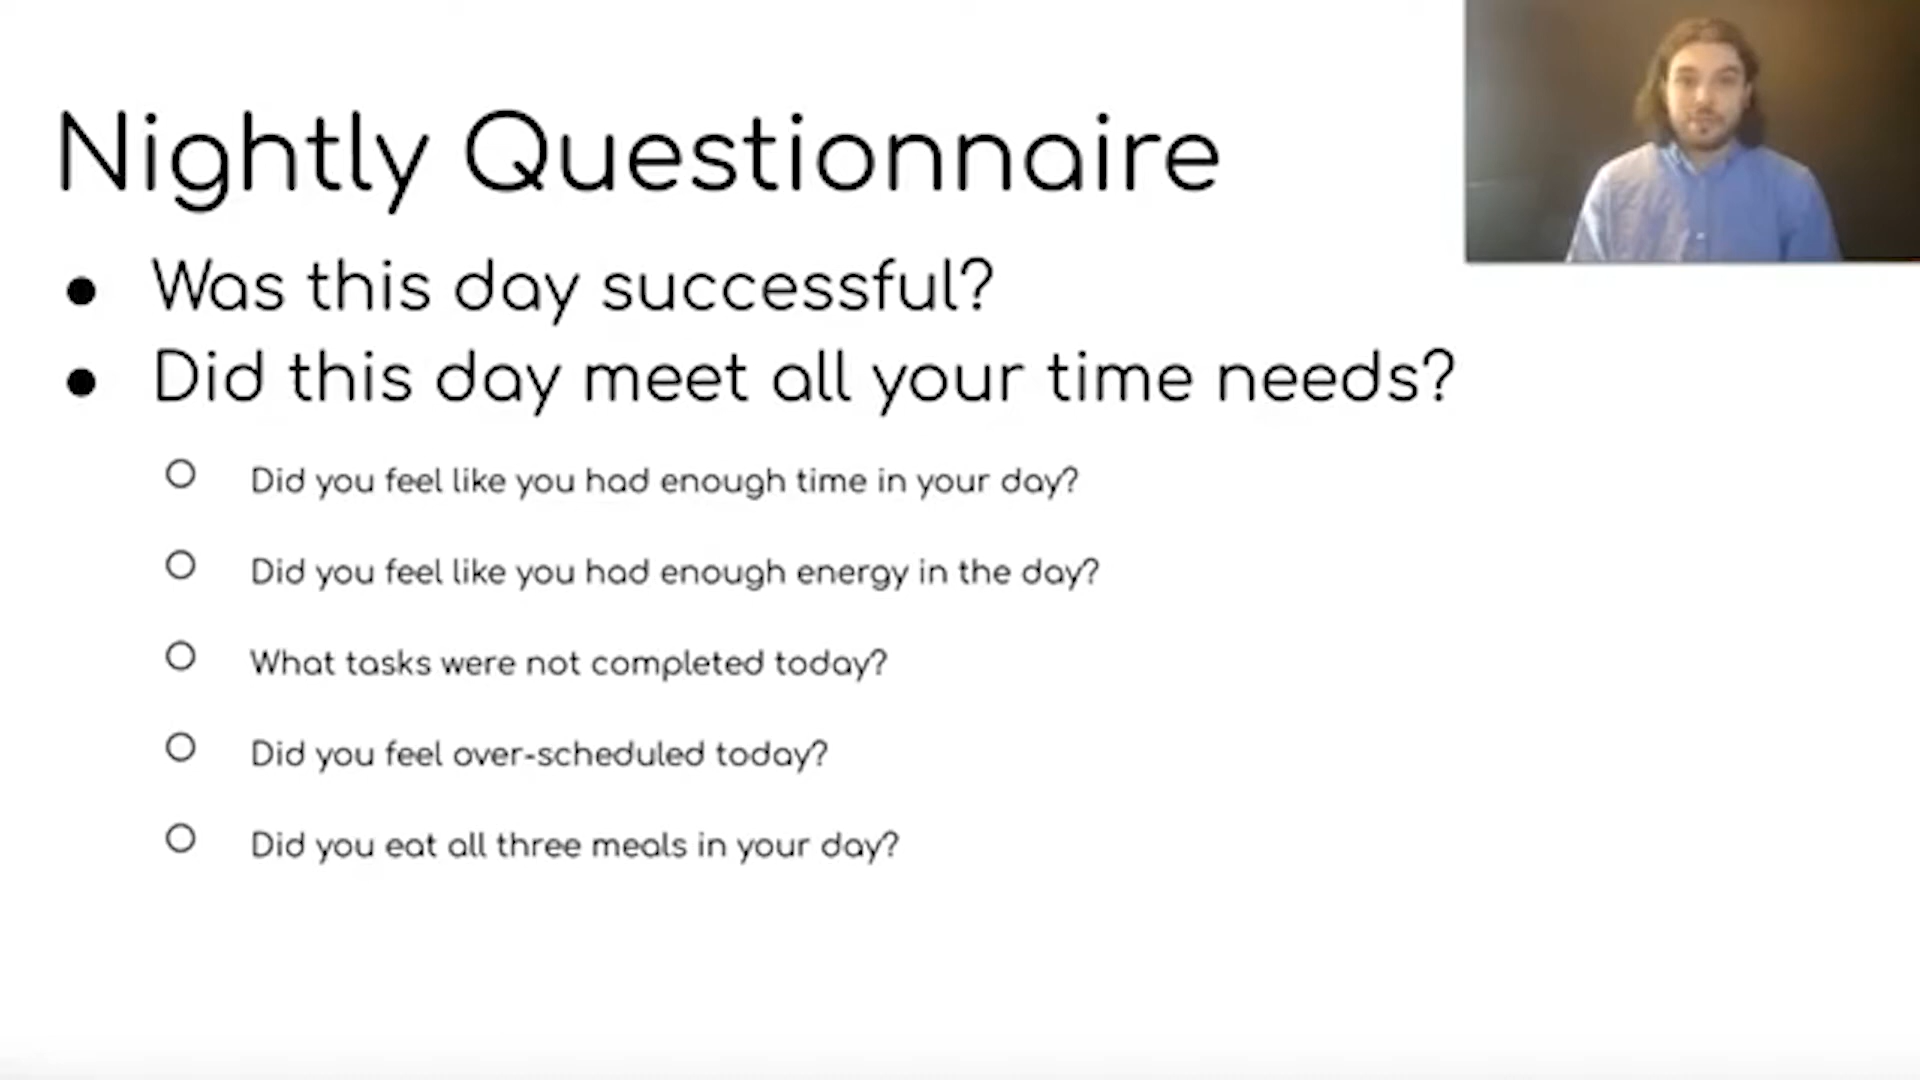 Nightly Questionnaire
Was this day successful?
Did this day meet all your time needs?
Did you feel like you had enough time in your day?
Did you feel like you had enough energy in the day?
What tasks were not completed today?
Did you feel over-scheduled today?
Did you eat all three meals in your day?